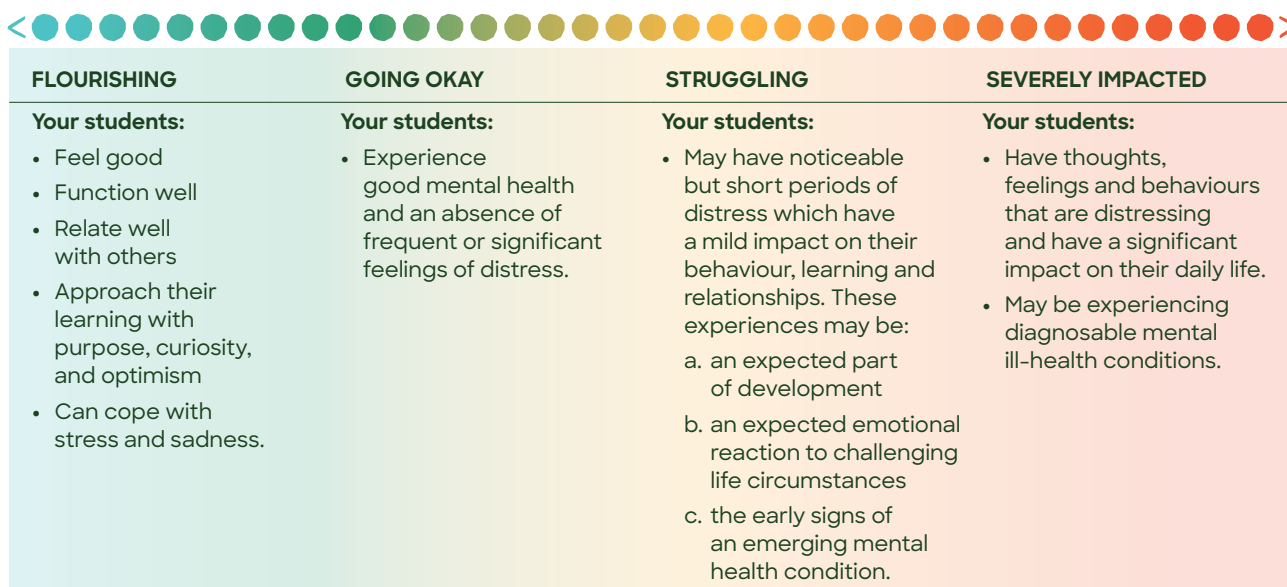 FLOURISHING
Your students:
• Feel good
• Function well
• Relate well
with others
• Approach their
learning with
purpose, curiosity,
and optimism
• Can cope with
stress and sadness.
GOING OKAY
Your students:
• Experience
good mental health
and an absence of
frequent or significant
feelings of distress.
STRUGGLING
Your students:
• May have noticeable
but short periods of
distress which have
a mild impact on their
behaviour, learning and
relationships. These
experiences may be:
a. an expected part
of development
b. an expected emotional
reaction to challenging
life circumstances
c. the early signs of
an emerging mental
health condition.
SEVERELY IMPACTED
Your students:
• Have thoughts,
feelings and behaviours
that are distressing
and have a significant
impact on their daily life.
• May be experiencing
diagnosable mental
ill-health conditions.